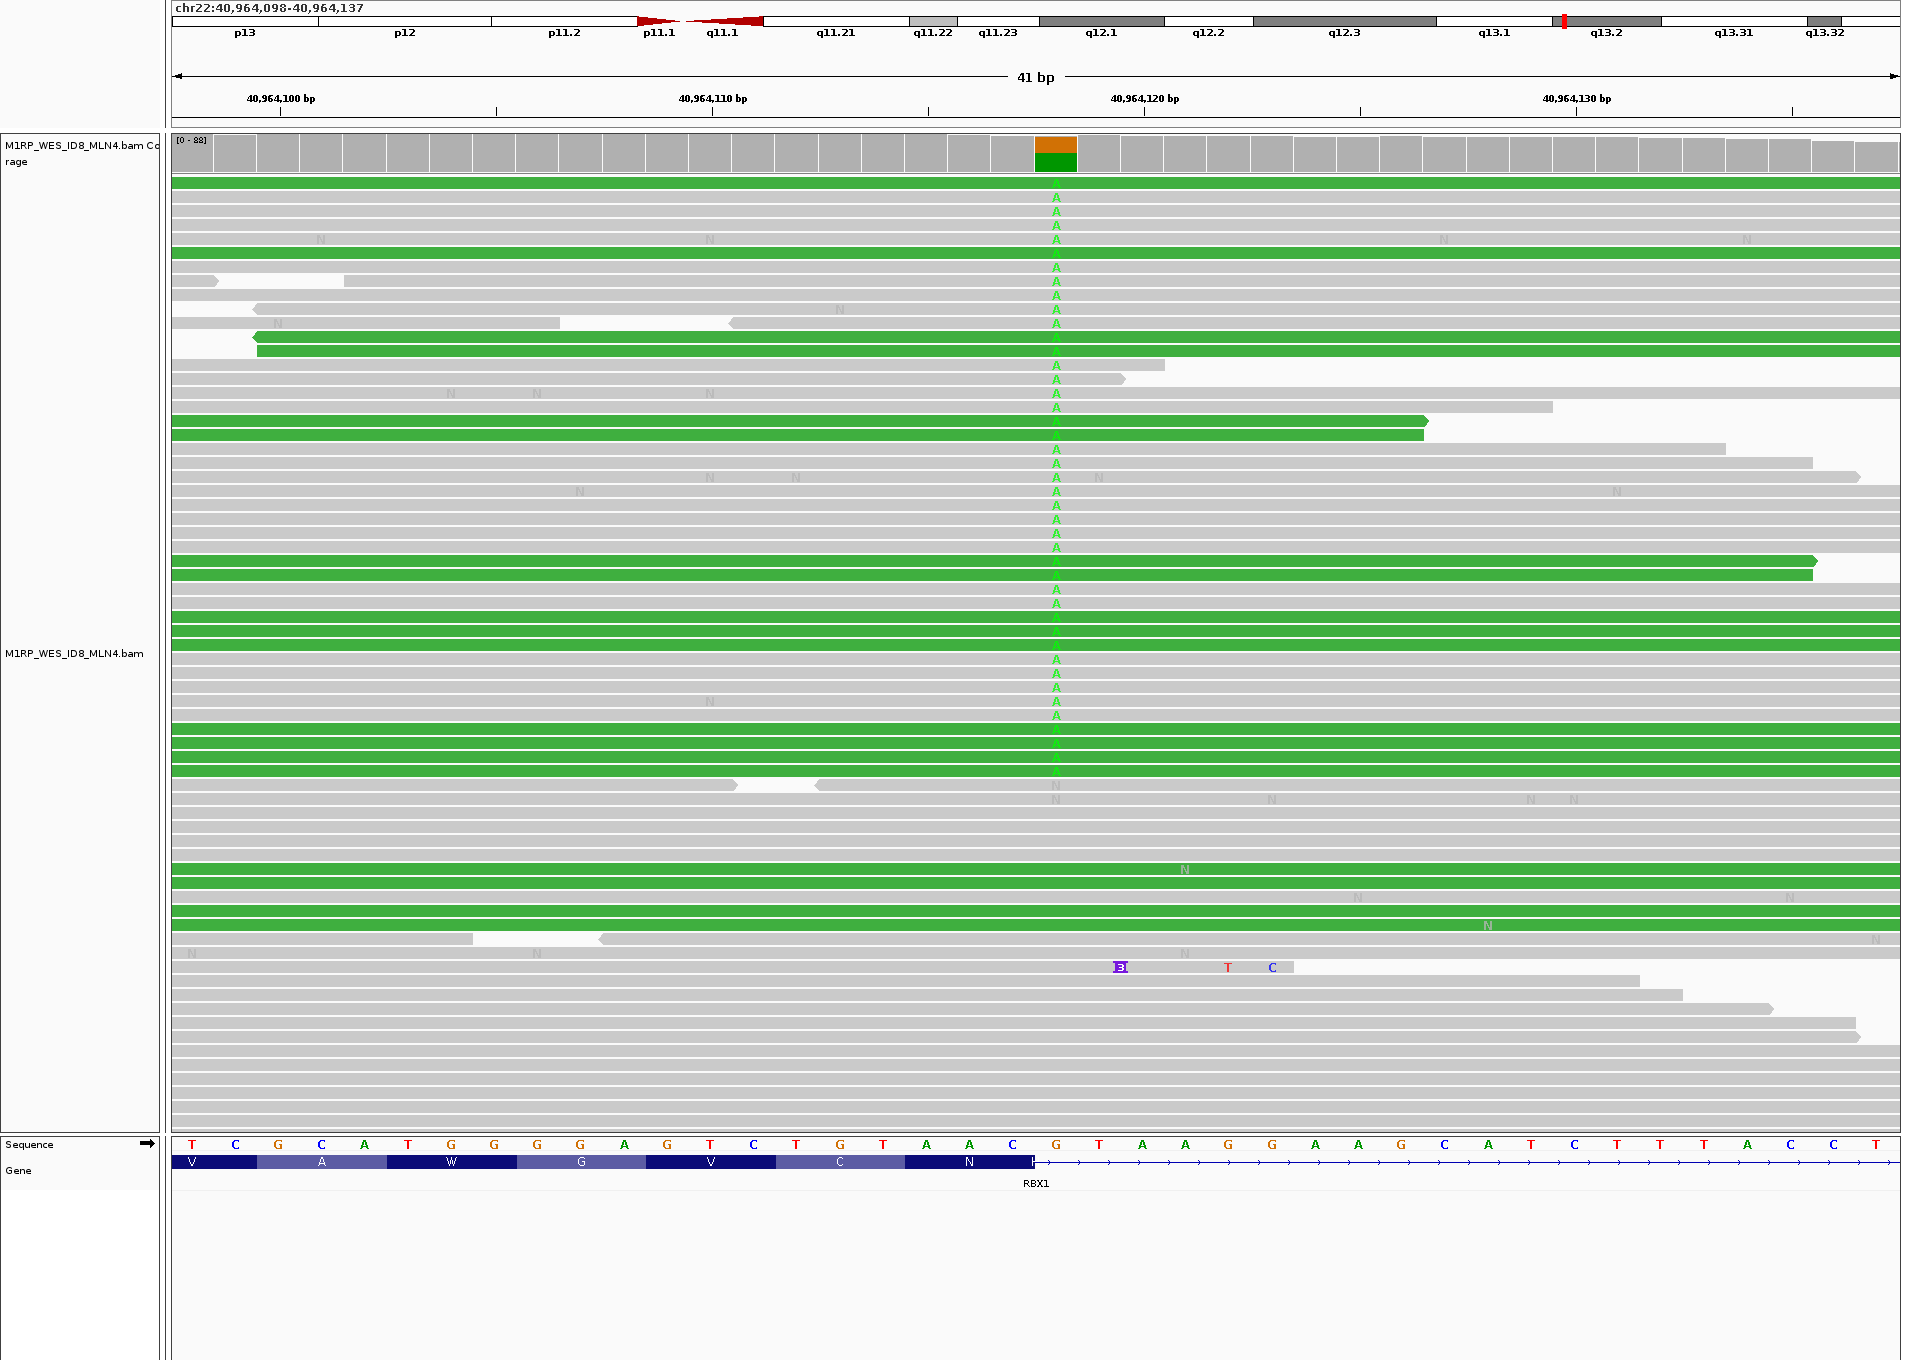 chr22:40,964,098-40,964,137
p13 p12 p11.2 p11.1 q11.1 q11.21 q11.22 q11.23 q12.1 q12.2 q12.3 q13.1 q13.2 q13.31 q13.32
41 bp
40,964,100 bp 40,964,110 bp 40,964,120 bp 40,964,130 bp
M1RP_WES_ID8_MLN4.bam Co
rage
[0 - 88]
A
A
A
A
N N A N N
A
A
A
A
A N
N A
A
A
A
A
N N N A
A
A
A
A
A
N N A N
N A N
A
A
A
A
A
A
A
A
A
A
A
M1RP_WES_ID8_MLN4.bam
A
A
A
N A
A
A
A
A
A
N
N N N N
N
N N
N
N
N N N
3 T C
Sequence T C G C A T G G G G A G T C T G T A A C G T A A G G A A G C A T C T T T A C C T
Gene V A W G V C N
RBX1